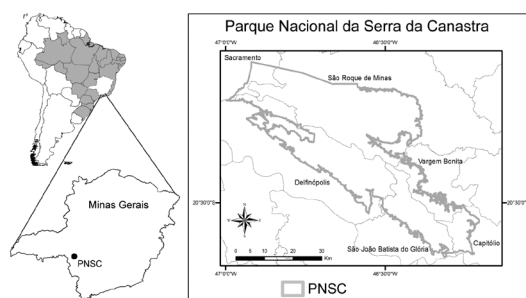 Parque Nacional da Serra da Canastra
47°0'0"W
46°30'0"W
Sacramento
São Roque de Minas
Vargem Bonita
Minas Gerais
Delfinópolis
20°30'0"S
20°30'0"S
Capitólio
São João Batista do Glória
PNSC
0 5 10 20 30
Km
47°0'0"W
46°30'0"W
PNSC